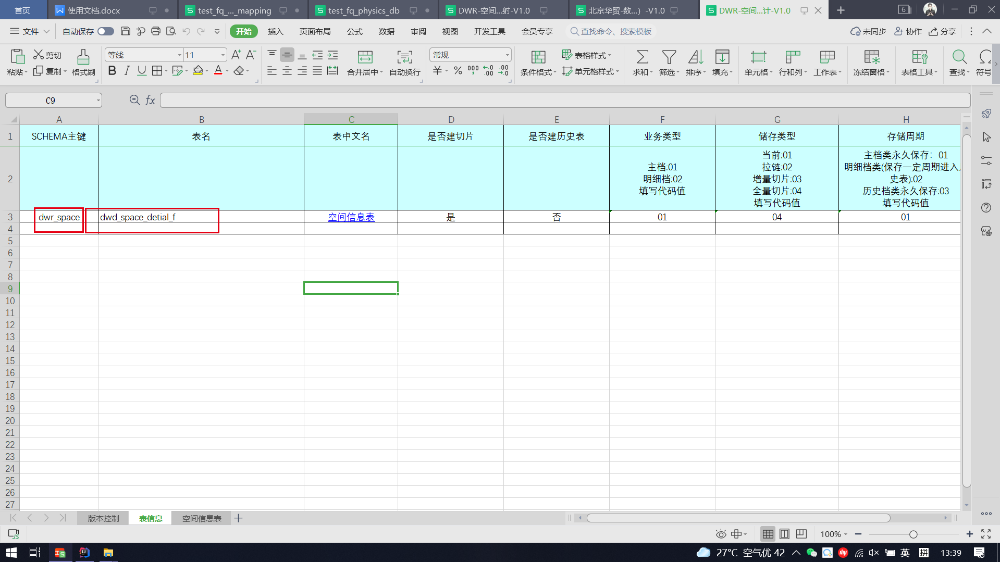 首页 使用文档.docx test_fq_..._mapping test_fq_physics_db DWR-空间...射-V1.0 北京华贸-数...）-V1.0 DWR-空间...计-V1.0
文件 自动保存 开始 插入 页面布局 公式 数据 审阅 视图 开发工具 会员专享 查找命令、搜索模板 未同步 协作 分享
粘贴 剪切 复制 格式刷 等线 11 合并居中 自动换行 常规 条件格式 表格样式 单元格样式 求和 筛选 排序 填充 单元格 行和列 工作表 冻结窗格 表格工具 查找 符号
C9 fx
A B C D E F G H
1 SCHEMA主键 表名 表中文名 是否建切片 是否建历史表 业务类型 储存类型 存储周期
2
主档:01
明细档:02
填写代码值
当前:01
拉链:02
增量切片:03
全量切片:04
填写代码值
主档类永久保存：01
明细档类(保存一定周期进入
史表):02
历史档类永久保存:03
填写代码值
3 dwr_space dwd_space_detial_f 空间信息表 是 否 01 04 01
4
5
6
7
8
9
10
11
12
13
14
15
16
17
18
19
20
21
22
23
24
25
26
27
版本控制 表信息 空间信息表
100%
27°C 空气优 42 英 拼 13:39